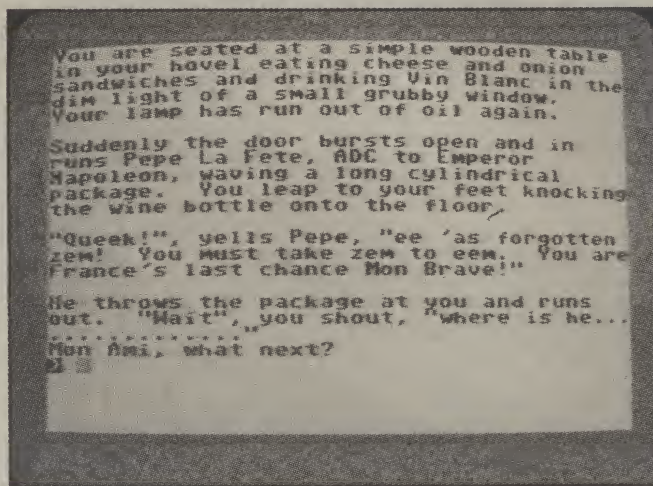 You are seated at a simple wooden table
in your hovel eating cheese and onion
sandwiches and drinking Vin Blanc in the
dim light of a small grubby window.
Your lamp has run out of oil again.
Suddenly the door bursts open and in
runs Pepe La Fete, ADC to Emperor
Napoleon, waving a long cylindrical
package. You leap to your feet knocking
the wine bottle onto the floor.
"Queek!", yells Pepe, "ee 'as forgotten
zem! You must take zem to eem. You are
France's last chance Mon Brave!"
He throws the package at you and runs
out. "Wait", you shout, "where is he...
............."
Mon Ami, what next?